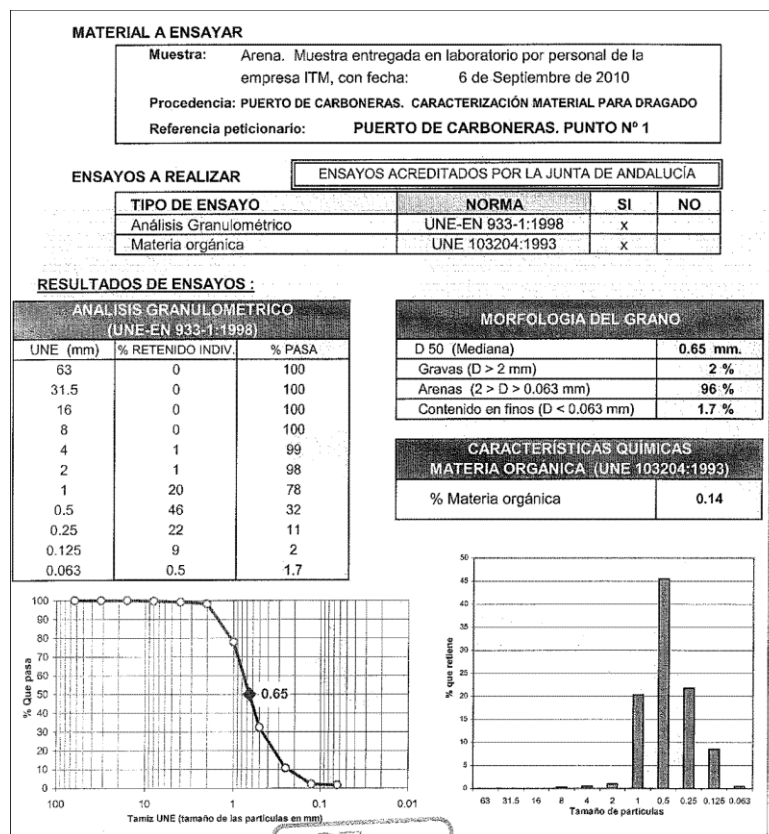 MATERIAL A ENSAYAR
Muestra: Arena. Muestra entregada en laboratorio por personal de la
empresa ITM, con fecha: 6 de Septiembre de 2010
Procedencia: PUERTO DE CARBONERAS. CARACTERIZACIÓN MATERIAL PARA DRAGADO
Referencia peticionario: PUERTO DE CARBONERAS. PUNTO Nº 1
ENSAYOS A REALIZAR ENSAYOS ACREDITADOS POR LA JUNTA DE ANDALUCÍA
TIPO DE ENSAYO NORMA SI NO
Análisis Granulométrico UNE-EN 933-1:1998 x
Materia orgánica UNE 103204:1993 x
RESULTADOS DE ENSAYOS :
ANALISIS GRANULOMETRICO
(UNE-EN 933-1:1998)
UNE (mm) % RETENIDO INDIV. % PASA
63 0 100
31.5 0 100
16 0 100
8 0 100
4 1 99
2 1 98
1 20 78
0.5 46 32
0.25 22 11
0.125 9 2
0.063 0.5 1.7
MORFOLOGIA DEL GRANO
D 50 (Mediana) 0.65 mm.
Gravas (D > 2 mm) 2 %
Arenas (2 > D > 0.063 mm) 96 %
Contenido en finos (D < 0.063 mm) 1.7 %
CARACTERÍSTICAS QUÍMICAS
MATERIA ORGANICA (UNE 103204:1993)
% Materia orgánica 0.14
100
90
80
70
60
50
40
30
20
10
0
% Que pasa
0.65
100 10 1 0.1 0.01
Tamiz UNE (tamaño de las particulas en mm)
50
45
40
35
30
25
20
15
10
5
0
% que retiene
63 31.5 16 8 4 2 1 0.5 0.25 0.125 0.063
Tamaño de particulas